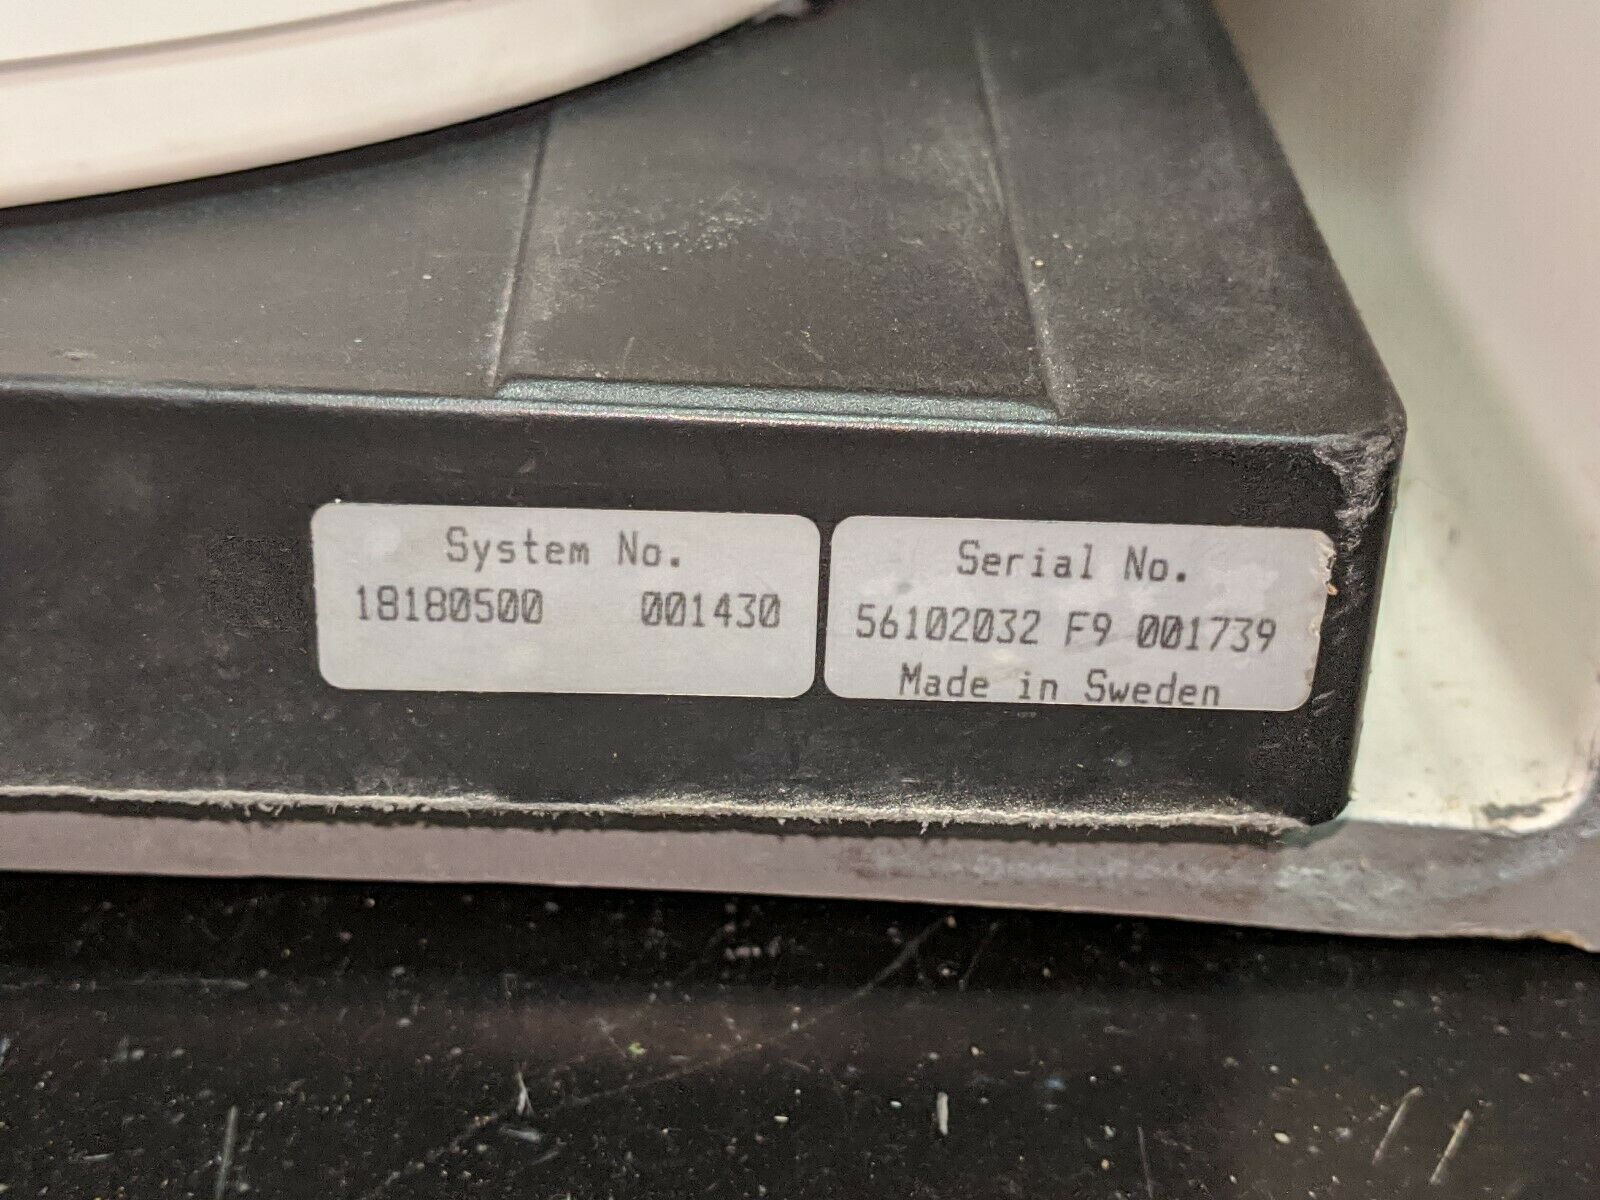 System No.
18180500 001430
Serial No.
56102032 F9 001739
Made in Sweden